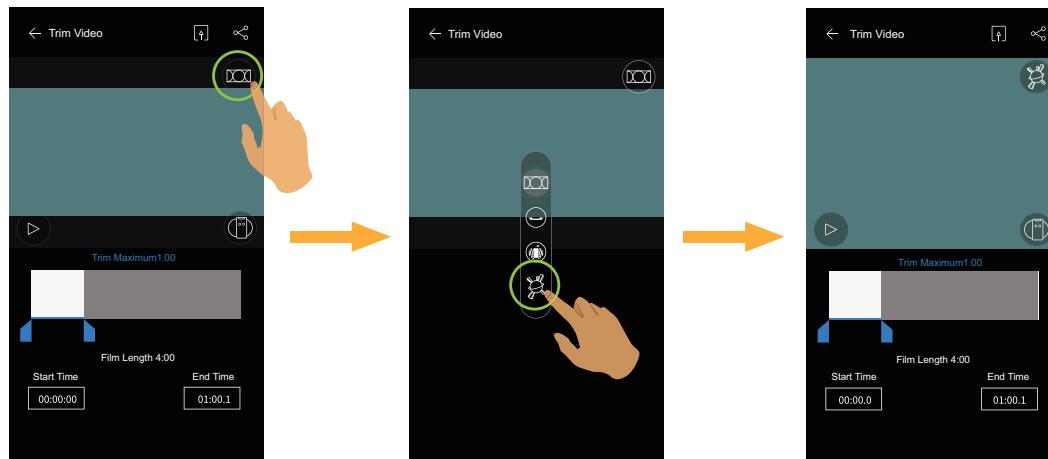 Trim Video
Trim Maximum1:00
Film Length 4:00
Start Time
End Time
00:00:00
01:00.1
Trim Video
Trim Video
Trim Maximum1:00
Film Length 4:00
Start Time
End Time
00:00.0
01:00.1